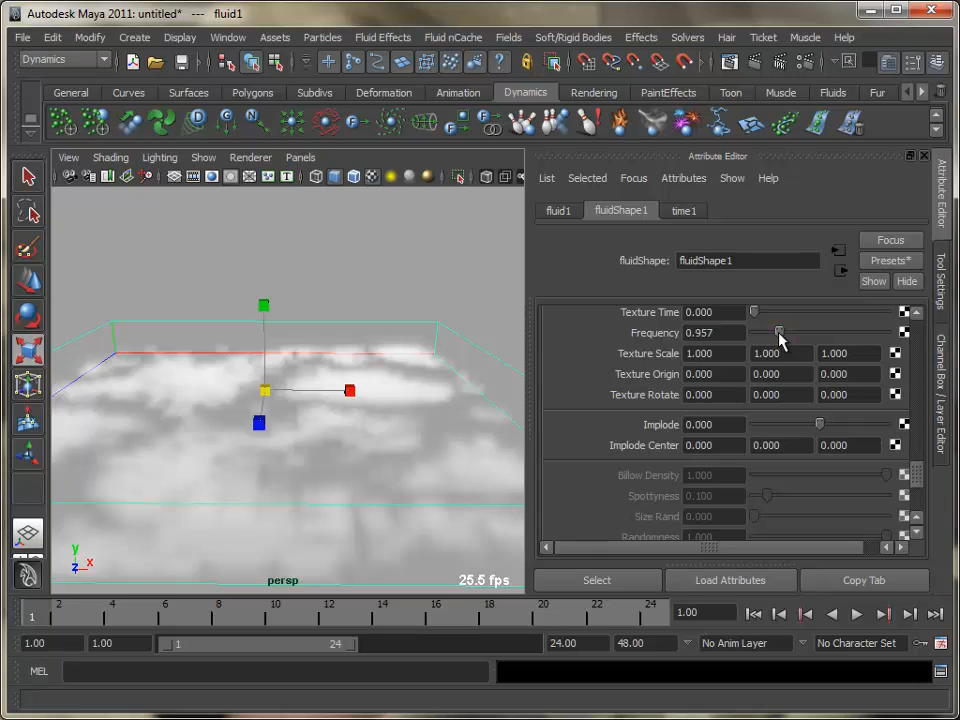 Autodesk Maya 2011: untitled* --- fluid1
File Edit Modify Create Display Window Assets Particles Fluid Effects Fluid nCache Fields Soft/Rigid Bodies Effects Solvers Hair Ticket Muscle Help
Dynamics
General Curves Surfaces Polygons Subdivs Deformation Animation Dynamics Rendering PaintEffects Toon Muscle Fluids Fur
View Shading Lighting Show Renderer Panels
Attribute Editor
List Selected Focus Attributes Show Help
fluid1 fluidShape1 time1
Focus
fluidShape: fluidShape1 Presets*
Show Hide
Texture Time 0.000
Frequency 0.957
Texture Scale 1.000 1.000 1.000
Texture Origin 0.000 0.000 0.000
Texture Rotate 0.000 0.000 0.000
Implode 0.000
Implode Center 0.000 0.000 0.000
Billow Density 1.000
Spottyness 0.100
Size Rand 0.000
Randomness 1.000
Select Load Attributes Copy Tab
Attribute Editor
Tool Settings
Channel Box / Layer Editor
y
x
z
persp
25.5 fps
1 2 4 6 8 10 12 14 16 18 20 22 24 1.00
1.00 1.00 1 24 24.00 48.00 No Anim Layer No Character Set
MEL